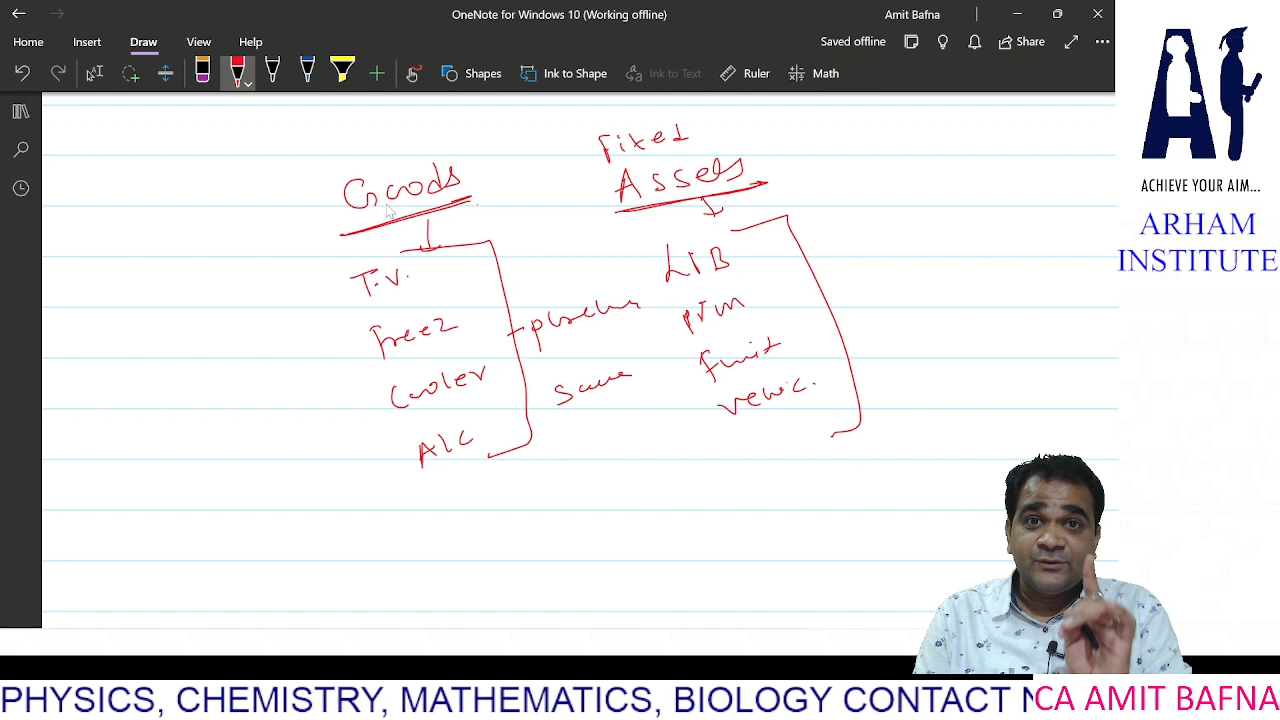 OneNote for Windows 10 (Working offline)
Amit Bafna
Home Insert Draw View Help
Saved offline
Share
Shapes
Ink to Shape
Ink to Text
Ruler
Math
Goods
T.V.
Freez
Cooler
A/C
Fixed
Assets
L/B
P/M
Furit
vehic.
AI
ACHIEVE YOUR AIM...
ARHAM
INSTITUTE
PHYSICS, CHEMISTRY, MATHEMATICS, BIOLOGY CONTACT N
CA AMIT BAFNA